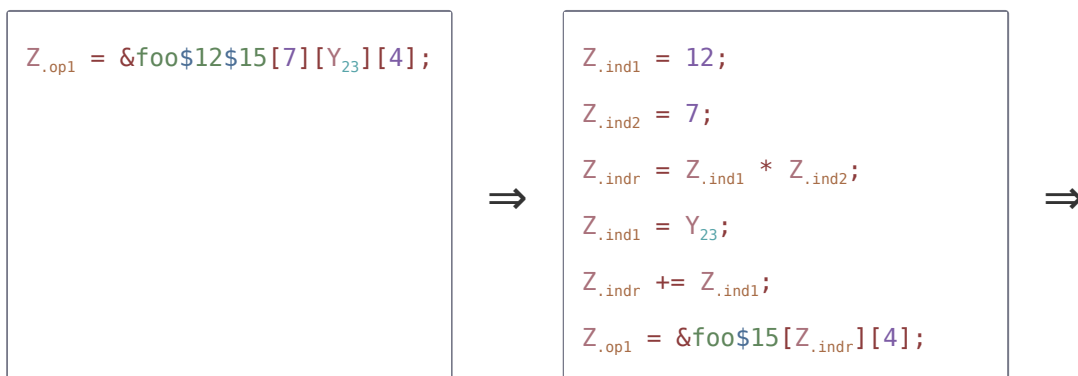 Z.op1 = &foo$12$15[7][Y23][4];
⇒
Z.ind1 = 12;
Z.ind2 = 7;
Z.indr = Z.ind1 * Z.ind2;
Z.ind1 = Y23;
Z.indr += Z.ind1;
Z.op1 = &foo$15[Z.indr][4];
⇒